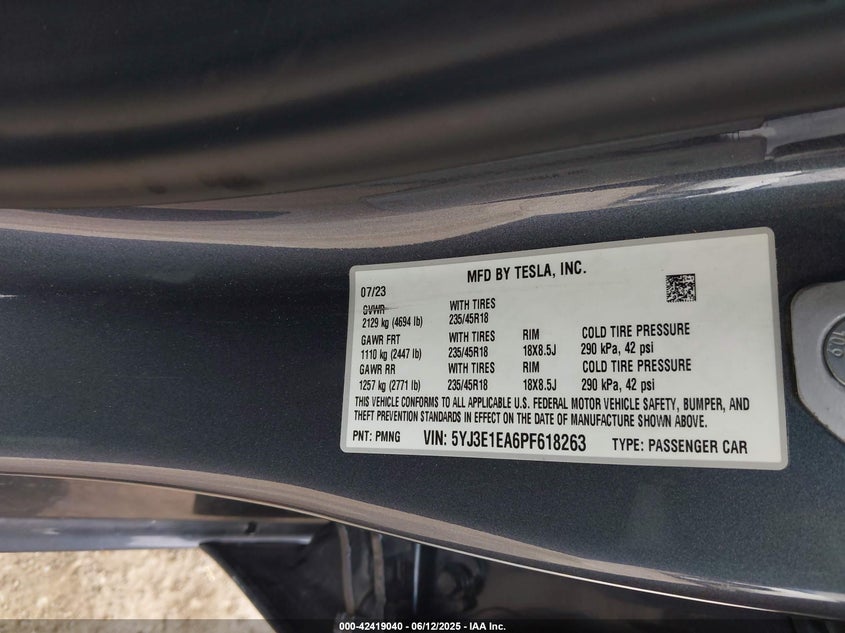 MFD BY TESLA, INC.
07/23
GVWR WITH TIRES
2129 kg (4694 lb) 235/45R18
GAWR FRT WITH TIRES RIM COLD TIRE PRESSURE
1110 kg (2447 lb) 235/45R18 18X8.5J 290 kPa, 42 psi
GAWR RR WITH TIRES RIM COLD TIRE PRESSURE
1257 kg (2771 lb) 235/45R18 18X8.5J 290 kPa, 42 psi
THIS VEHICLE CONFORMS TO ALL APPLICABLE U.S. FEDERAL MOTOR VEHICLE SAFETY, BUMPER, AND
THEFT PREVENTION STANDARDS IN EFFECT ON THE DATE OF MANUFACTURE SHOWN ABOVE.
PNT: PMNG VIN: 5YJ3E1EA6PF618263 TYPE: PASSENGER CAR
000-42419040 - 06/12/2025 - IAA Inc.